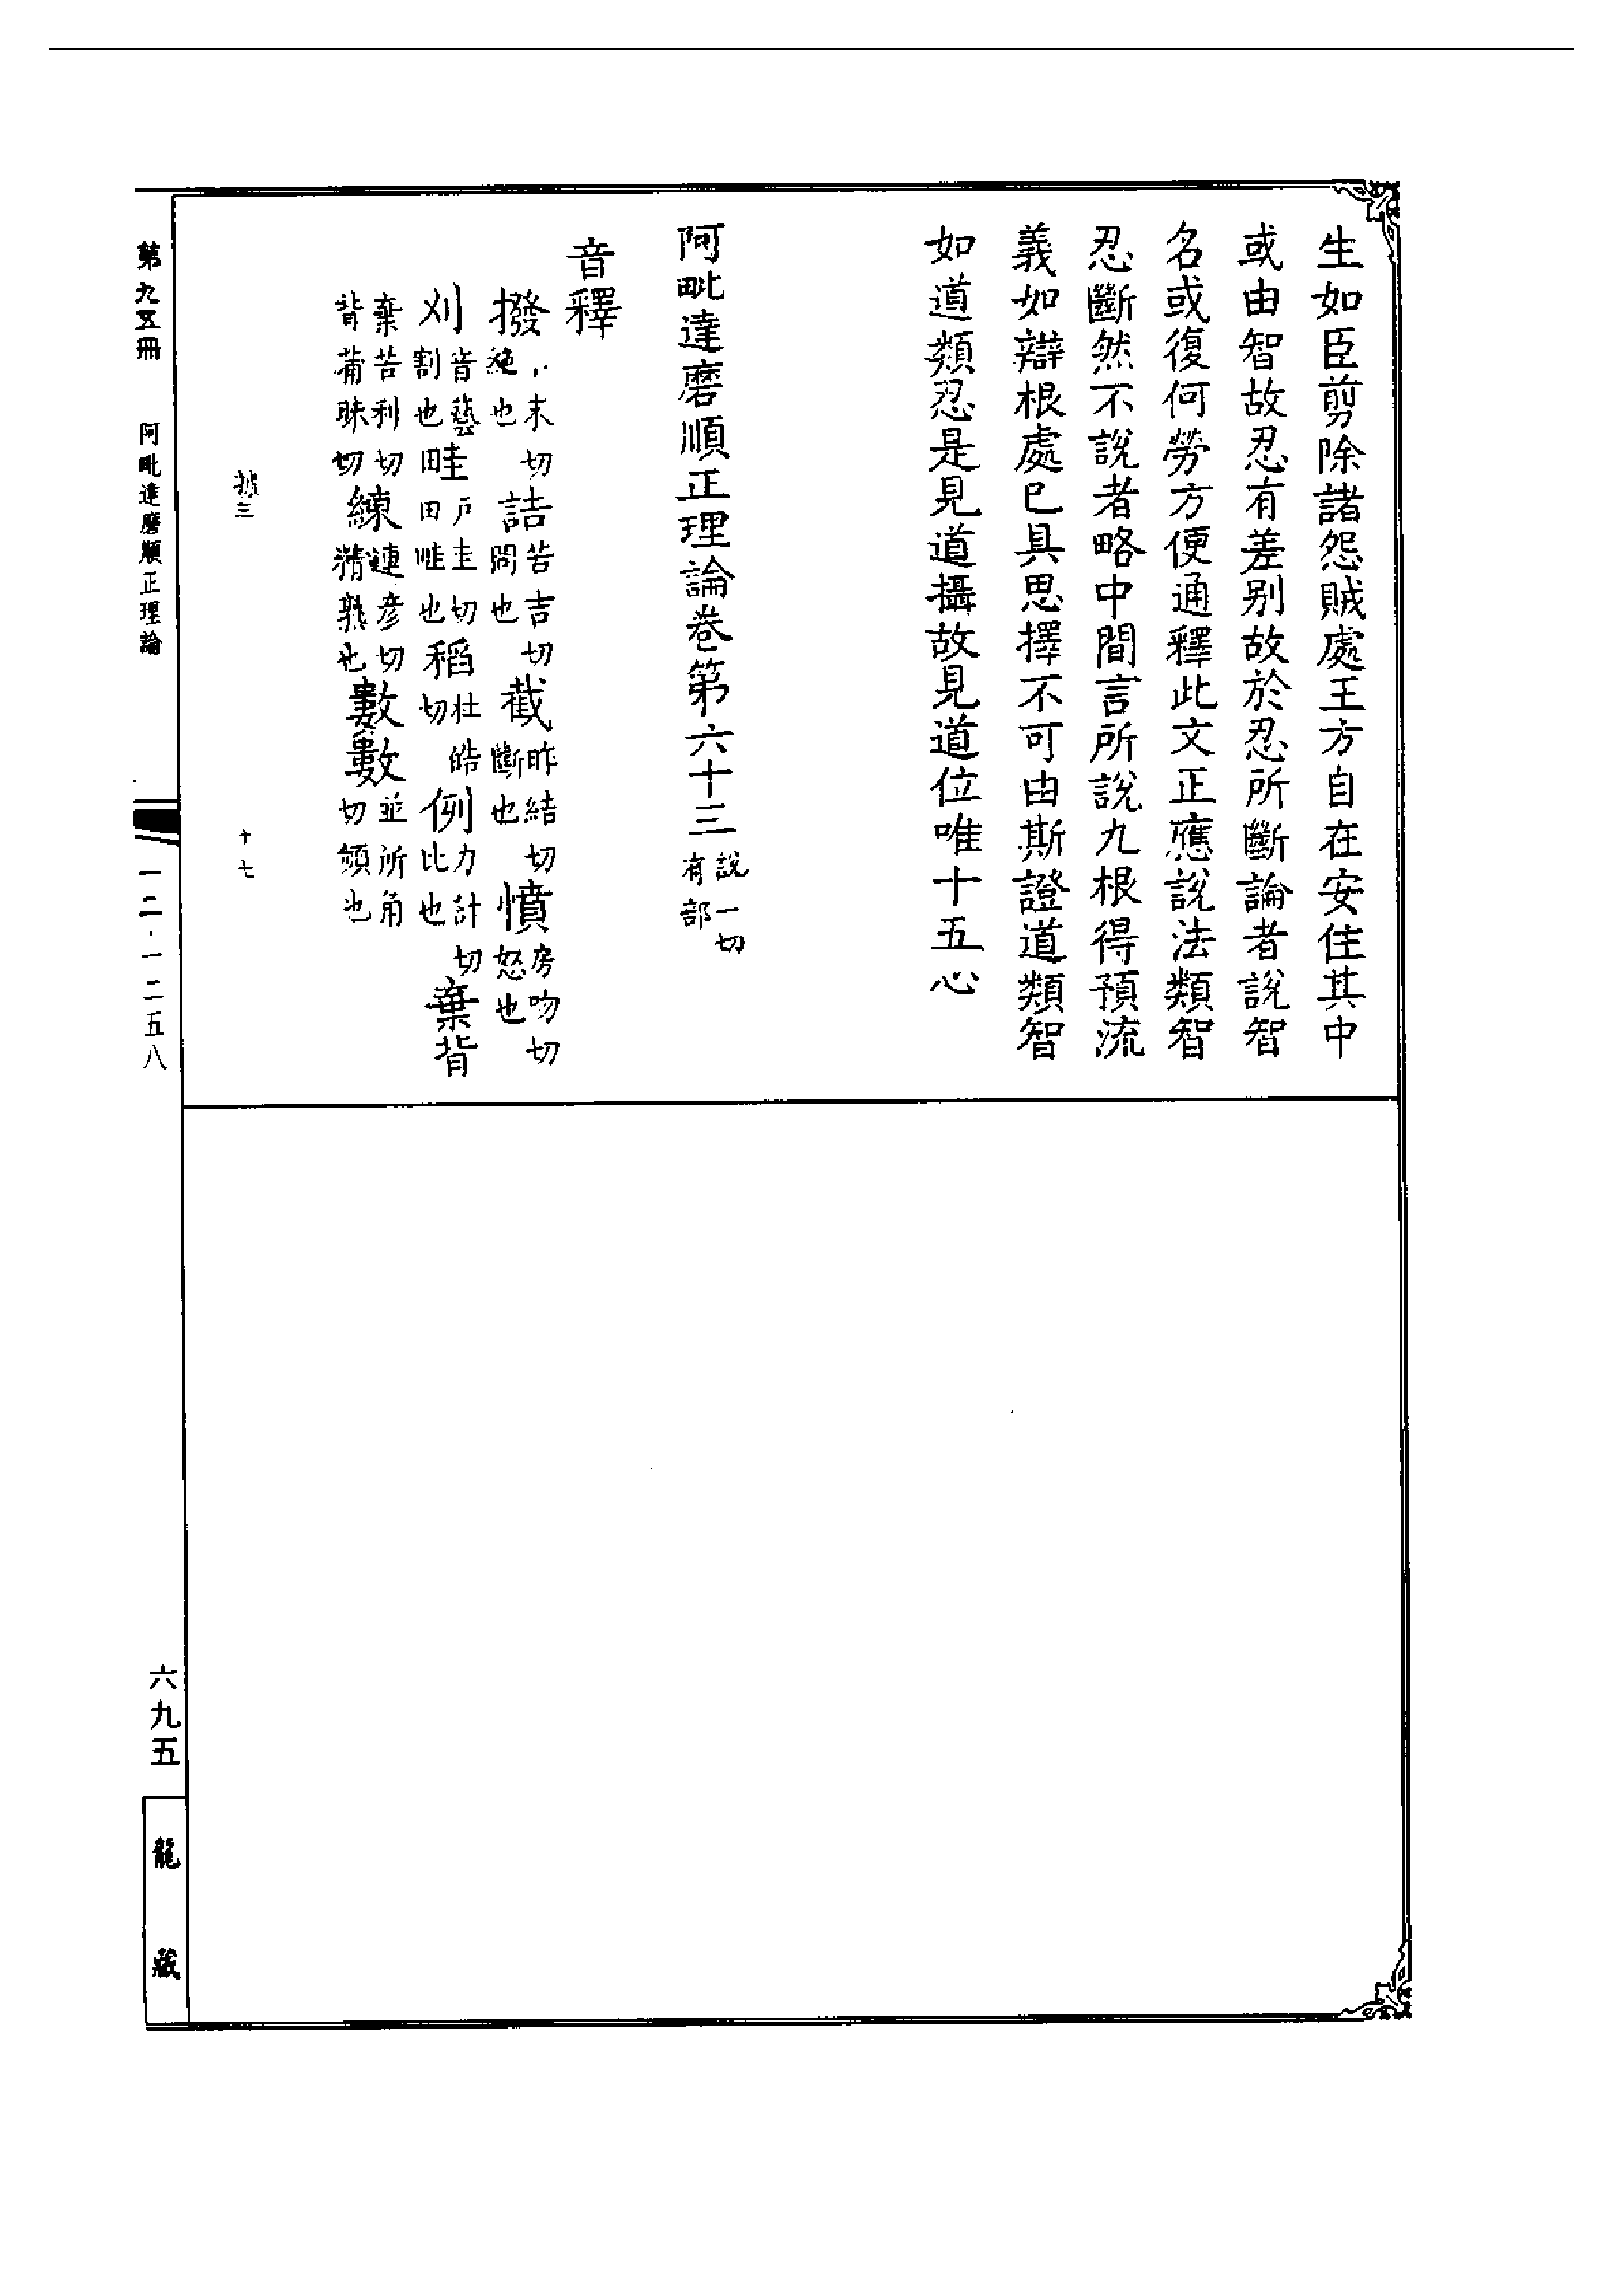 生如臣剪除諸怨賊處王方自在安住其中
或由智故忍有差别故於忍所斷論者說智
名或復何勞方便通釋此文正應說法類智
忍斷然不說者略中間言所說九根得預流
義如辯根處已具思擇不可由斯證道類智
如道類忍是見道攝故見道位唯十五心
阿毗達磨順正理論卷第六十三 說一切有部
音釋
撥 末切絶也 詰 苦吉切問也 截 昨結切斷也 憤 房吻切怒也
刈 音藝割也 畦 戶圭切田畦也 稻 杜皓切 例 力計切比也 棄背
棄苦利切背蒲昧切 練 連彦切精熟也 數數 並所角切頻也
三 十七
第九五冊 阿毗達磨順正理論 一二·一二五八 六九五 龍藏